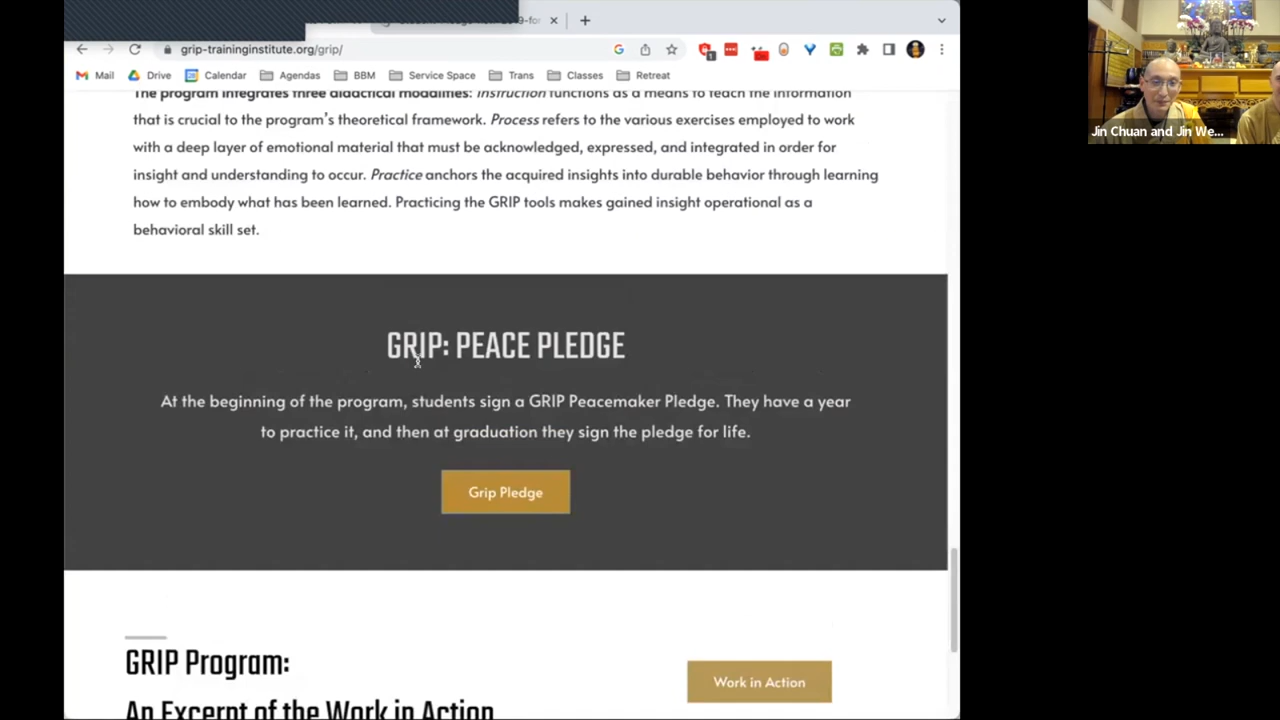 grip-traininginstitute.org/grip/
1
Mail Drive Calendar Agendas BBM Service Space Trans Classes Retreat
The program integrates three didactical modalities: Instruction functions as a means to teach the information
that is crucial to the program's theoretical framework. Process refers to the various exercises employed to work
with a deep layer of emotional material that must be acknowledged, expressed, and integrated in order for
insight and understanding to occur. Practice anchors the acquired insights into durable behavior through learning
how to embody what has been learned. Practicing the GRIP tools makes gained insight operational as a
behavioral skill set.
GRIP: PEACE PLEDGE
At the beginning of the program, students sign a GRIP Peacemaker Pledge. They have a year
to practice it, and then at graduation they sign the pledge for life.
Grip Pledge
GRIP Program:
An Excerpt of the Work in Action
Work in Action
Jin Chuan and Jin We...